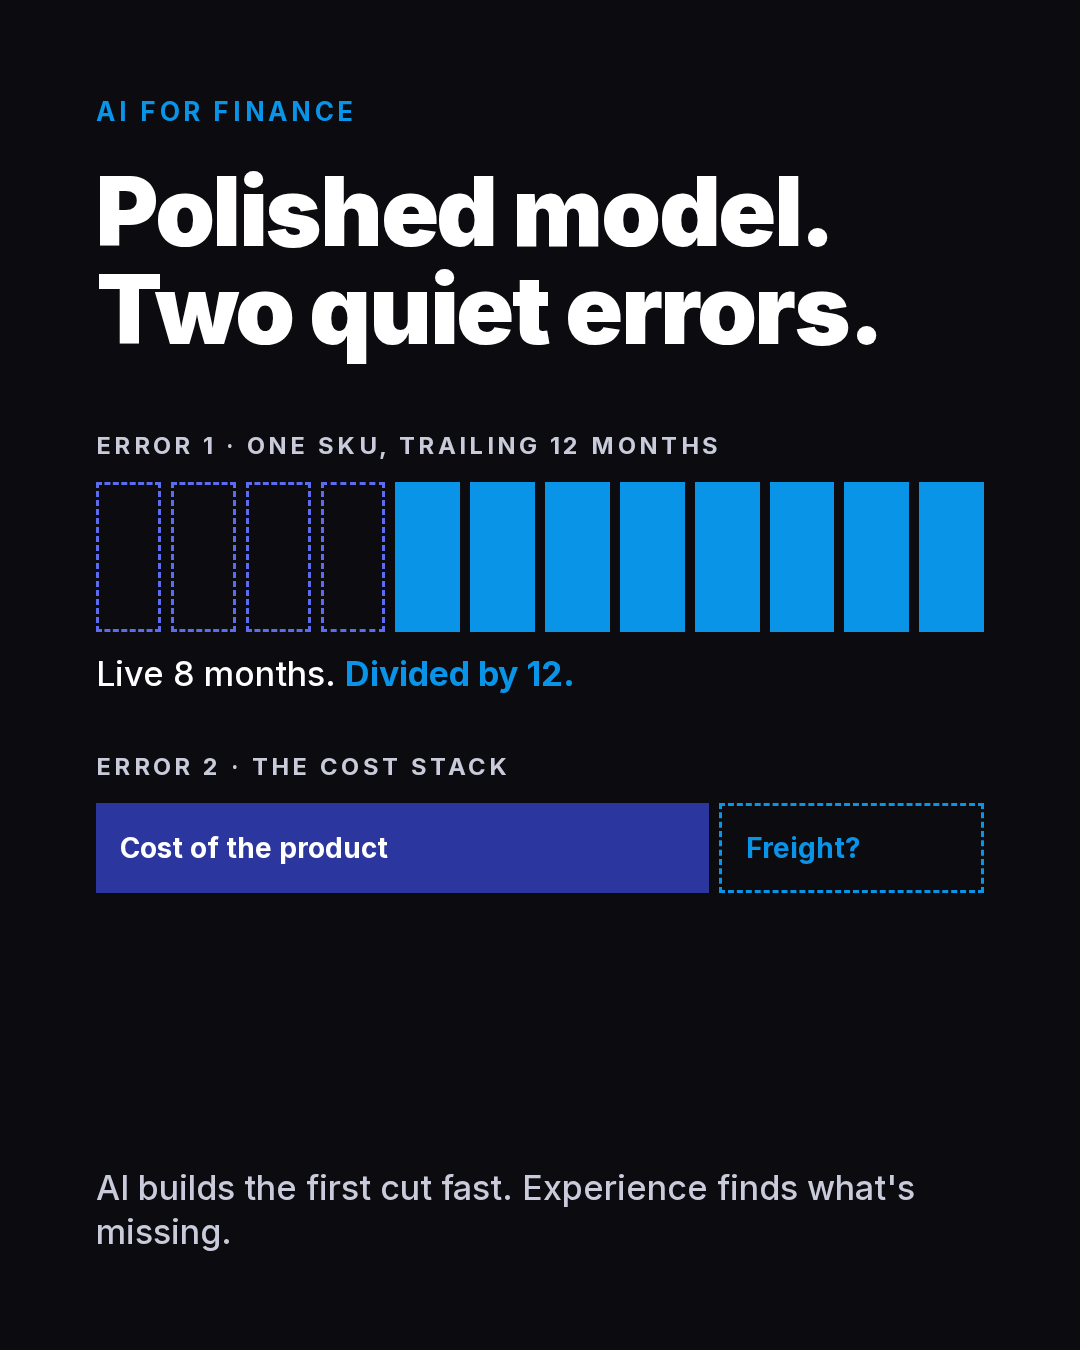 AI FOR FINANCE
Polished model.
Two quiet errors.
ERROR 1 · ONE SKU, TRAILING 12 MONTHS
Live 8 months. Divided by 12.
ERROR 2 · THE COST STACK
Cost of the product
Freight?
AI builds the first cut fast. Experience finds what's
missing.